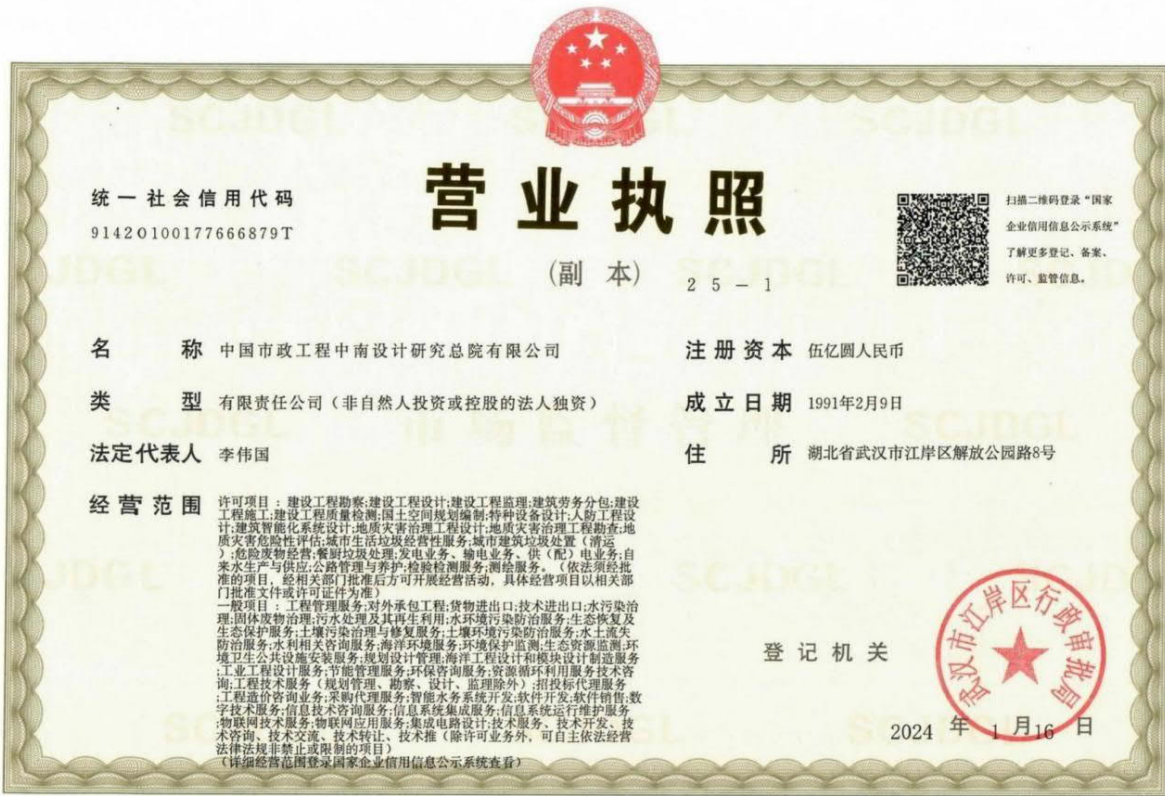 营业执照
(副 本) 25-1
统一社会信用代码
91420100177666879T
扫描二维码登录“国家
企业信用信息公示系统”
了解更多登记、备案、
许可、监管信息。
名 称 中国市政工程中南设计研究总院有限公司
类 型 有限责任公司（非自然人投资或控股的法人独资）
法定代表人 李伟国
注册资本 伍亿圆人民币
成立日期 1991年2月9日
住 所 湖北省武汉市江岸区解放公园路8号
经营范围 许可项目：建设工程勘察;建设工程设计;建设工程监理;建筑劳务分包;建设
工程施工;建设工程质量检测;国土空间规划编制;特种设备设计;人防工程设
计;建筑智能化系统设计;地质灾害治理工程设计;地质灾害治理工程勘查;地
质灾害危险性评估;城市生活垃圾经营性服务;城市建筑垃圾处置（清运
）;危险废物经营;餐厨垃圾处理;发电业务、输电业务、供（配）电业务;自
来水生产与供应;公路管理与养护;检验检测服务;测绘服务。（依法须经批
准的项目，经相关部门批准后方可开展经营活动，具体经营项目以相关部
门批准文件或许可证件为准）
一般项目：工程管理服务;对外承包工程;货物进出口;技术进出口;水污染治
理;固体废物治理;污水处理及其再生利用;水环境污染防治服务;生态恢复及
生态保护服务;土壤污染治理与修复服务;土壤环境污染防治服务;水土流失
防治服务;水利相关咨询服务;海洋环境服务;环境保护监测;生态资源监测;环
境卫生公共设施安装服务;规划设计管理;海洋工程设计和模块设计制造服务
;工业工程设计服务;节能管理服务;环保咨询服务;资源循环利用服务技术咨
询;工程技术服务（规划管理、勘察、设计、监理除外）;招投标代理服务
;工程造价咨询业务;采购代理服务;智能水务系统开发;软件开发;软件销售;数
字技术服务;信息技术咨询服务;信息系统集成服务;信息系统运行维护服务
;物联网技术服务;物联网应用服务;集成电路设计;技术服务、技术开发、技
术咨询、技术交流、技术转让、技术推（除许可业务外，可自主依法经营
法律法规非禁止或限制的项目）
（详细经营范围登录国家企业信用信息公示系统查看）
登记机关
武汉市江岸区行政审批局
2024 年 1 月 16 日
SCJDGL
市场监督管理